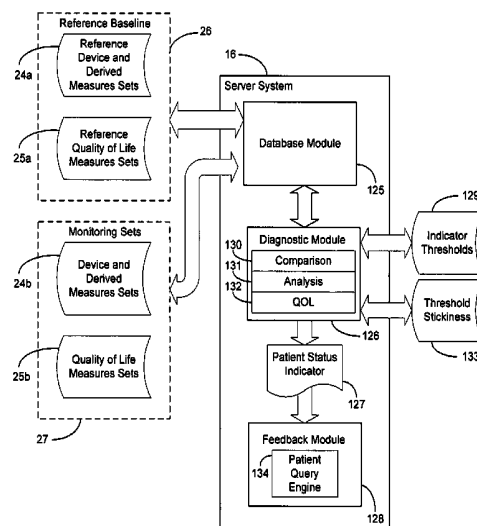 Reference Baseline
26
24a
Reference
Device and
Derived
Measures Sets
25a
Reference
Quality of Life
Measures Sets
Monitoring Sets
24b
Device and
Derived
Measures Sets
25b
Quality of Life
Measures Sets
27
16
Server System
Database Module
125
Diagnostic Module
130
Comparison
131
Analysis
132
QOL
126
129
Indicator
Thresholds
Threshold
Stickiness
133
Patient Status
Indicator
127
Feedback Module
134
Patient
Query
Engine
128